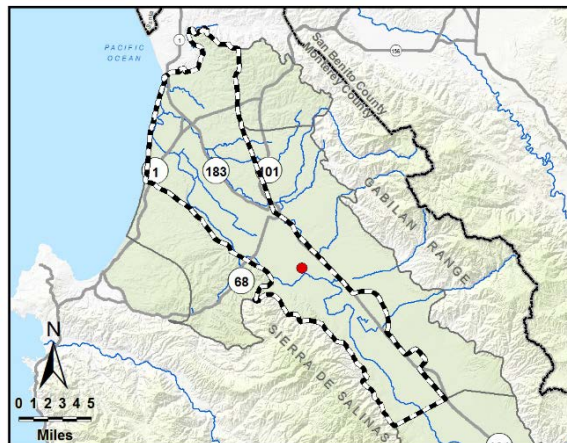 1
PACIFIC
OCEAN
156
San Benito County
Monterey County
183
101
1
GABILAN RANGE
68
SIERRA DE SALINAS
N
0 1 2 3 4 5
Miles